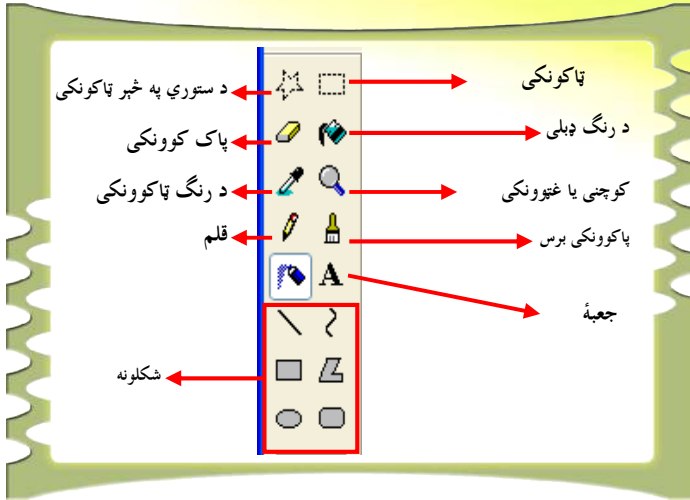 ټاکونکی
د ستوري په څېر ټاکونکی
د رنګ ډبلی
پاک کوونکی
کوچنی یا غټوونکی
د رنګ ټاکوونکی
پاکوونکی برس
قلم
A
جعبهٔ
شکلونه